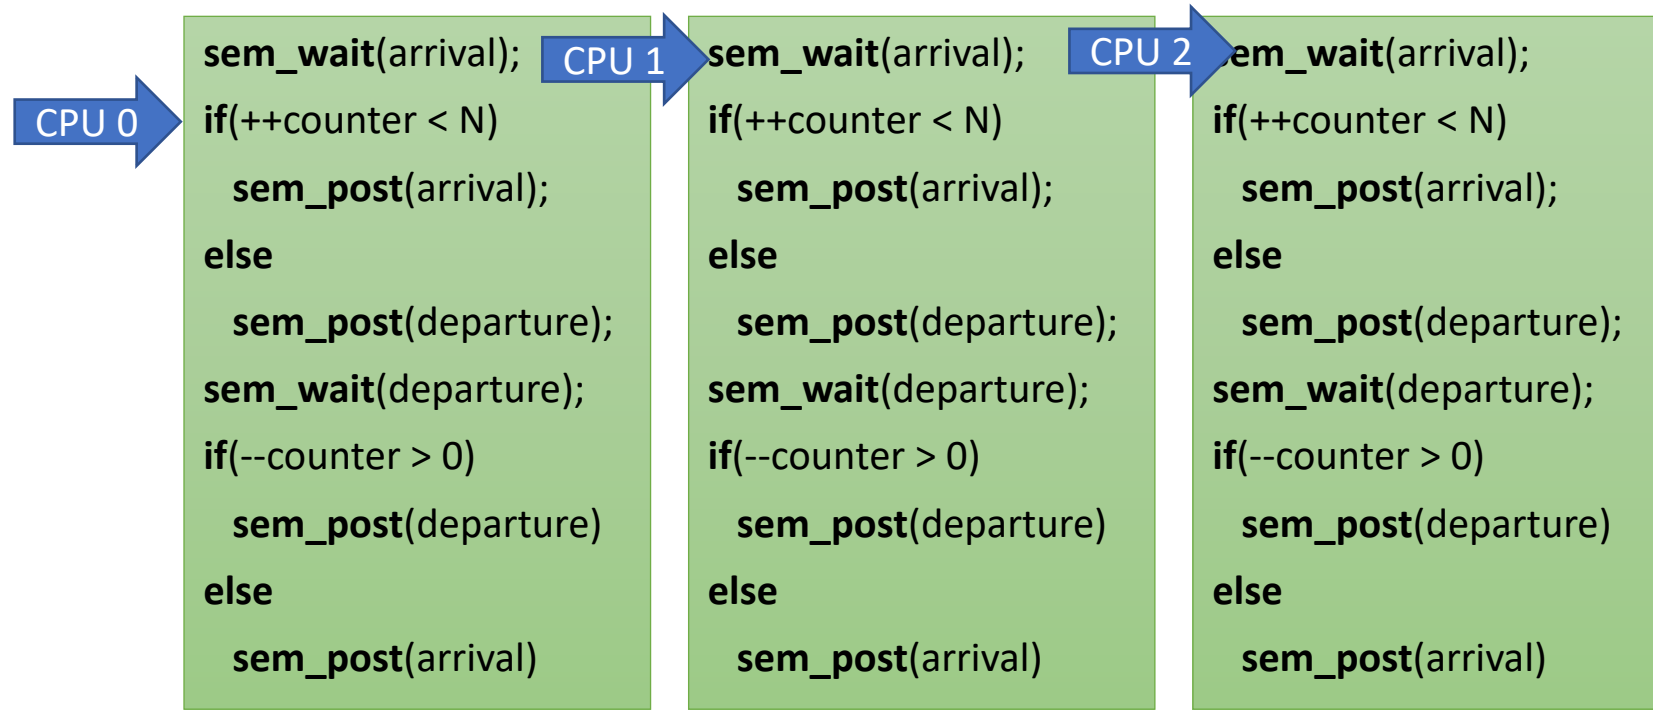 CPU 0
sem_wait(arrival);
if(++counter < N)
sem_post(arrival);
else
sem_post(departure);
sem_wait(departure);
if(--counter > 0)
sem_post(departure)
else
sem_post(arrival)
CPU 1
sem_wait(arrival);
if(++counter < N)
sem_post(arrival);
else
sem_post(departure);
sem_wait(departure);
if(--counter > 0)
sem_post(departure)
else
sem_post(arrival)
CPU 2
sem_wait(arrival);
if(++counter < N)
sem_post(arrival);
else
sem_post(departure);
sem_wait(departure);
if(--counter > 0)
sem_post(departure)
else
sem_post(arrival)